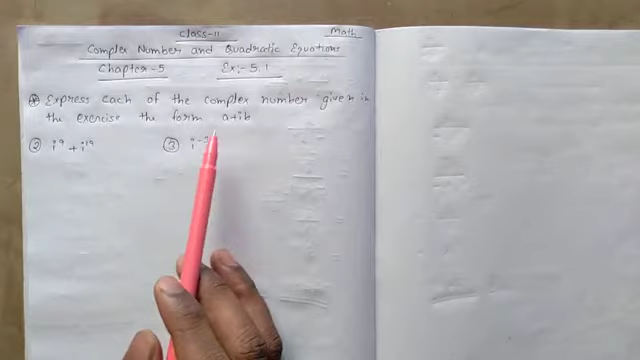 Class-11 Math
Complex Number and Quadratic Equations
Chapter-5 Ex:- 5.1
Express each of the complex number given in
the exercise the form a+ib
② i⁹ + i¹⁹ ③